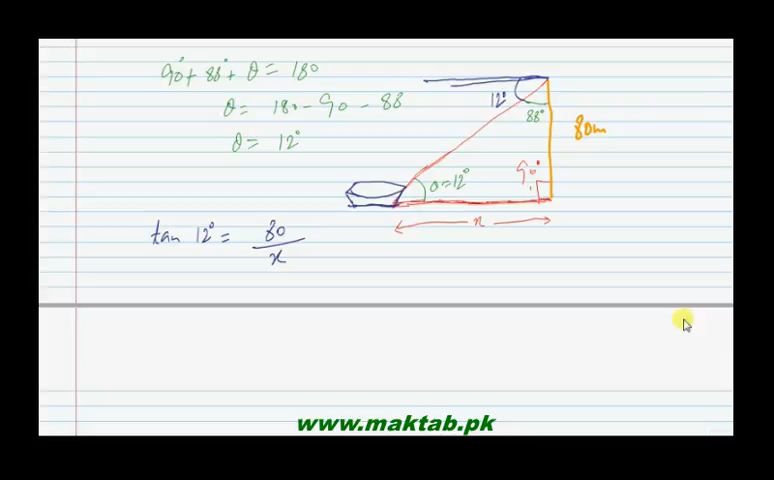 90° + 88° + θ = 180
θ = 180 - 90 - 88
θ = 12°
12°
88°
80m
90°
θ = 12°
x
tan 12° = 80/x
www.maktab.pk